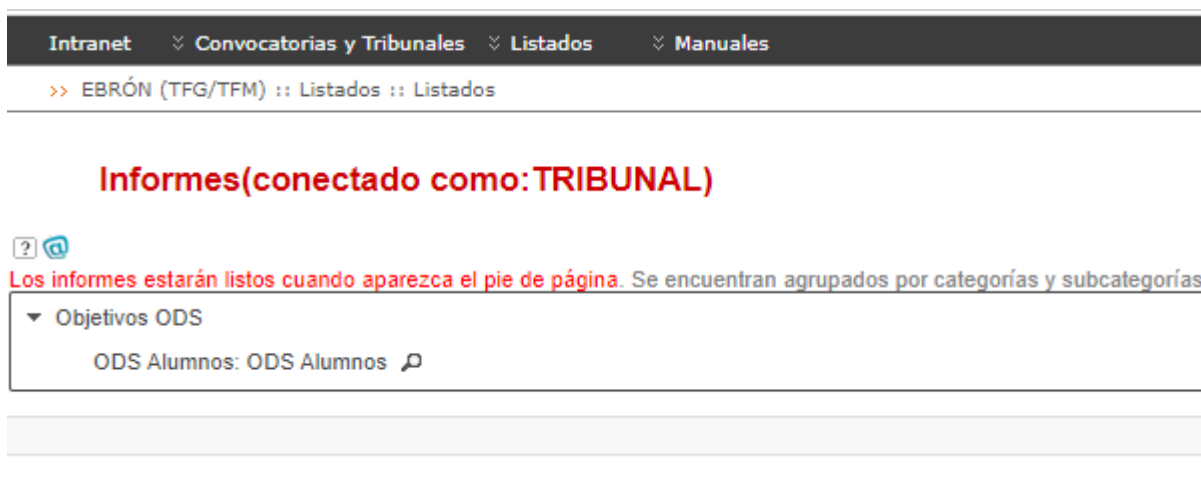 Intranet Convocatorias y Tribunales Listados Manuales
>> EBRÓN (TFG/TFM) :: Listados :: Listados
Informes(conectado como:TRIBUNAL)
? @
Los informes estarán listos cuando aparezca el pie de página. Se encuentran agrupados por categorías y subcategorías
Objetivos ODS
ODS Alumnos: ODS Alumnos